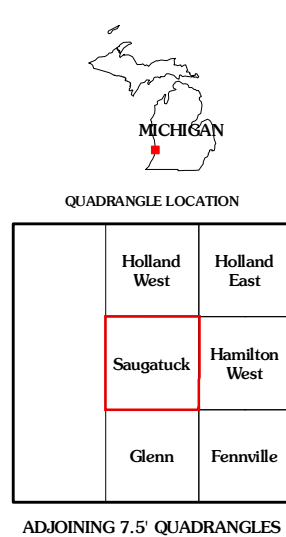 MICHIGAN
QUADRANGLE LOCATION
Holland
West
Holland
East
Saugatuck
Hamilton
West
Glenn
Fennville
ADJOINING 7.5' QUADRANGLES